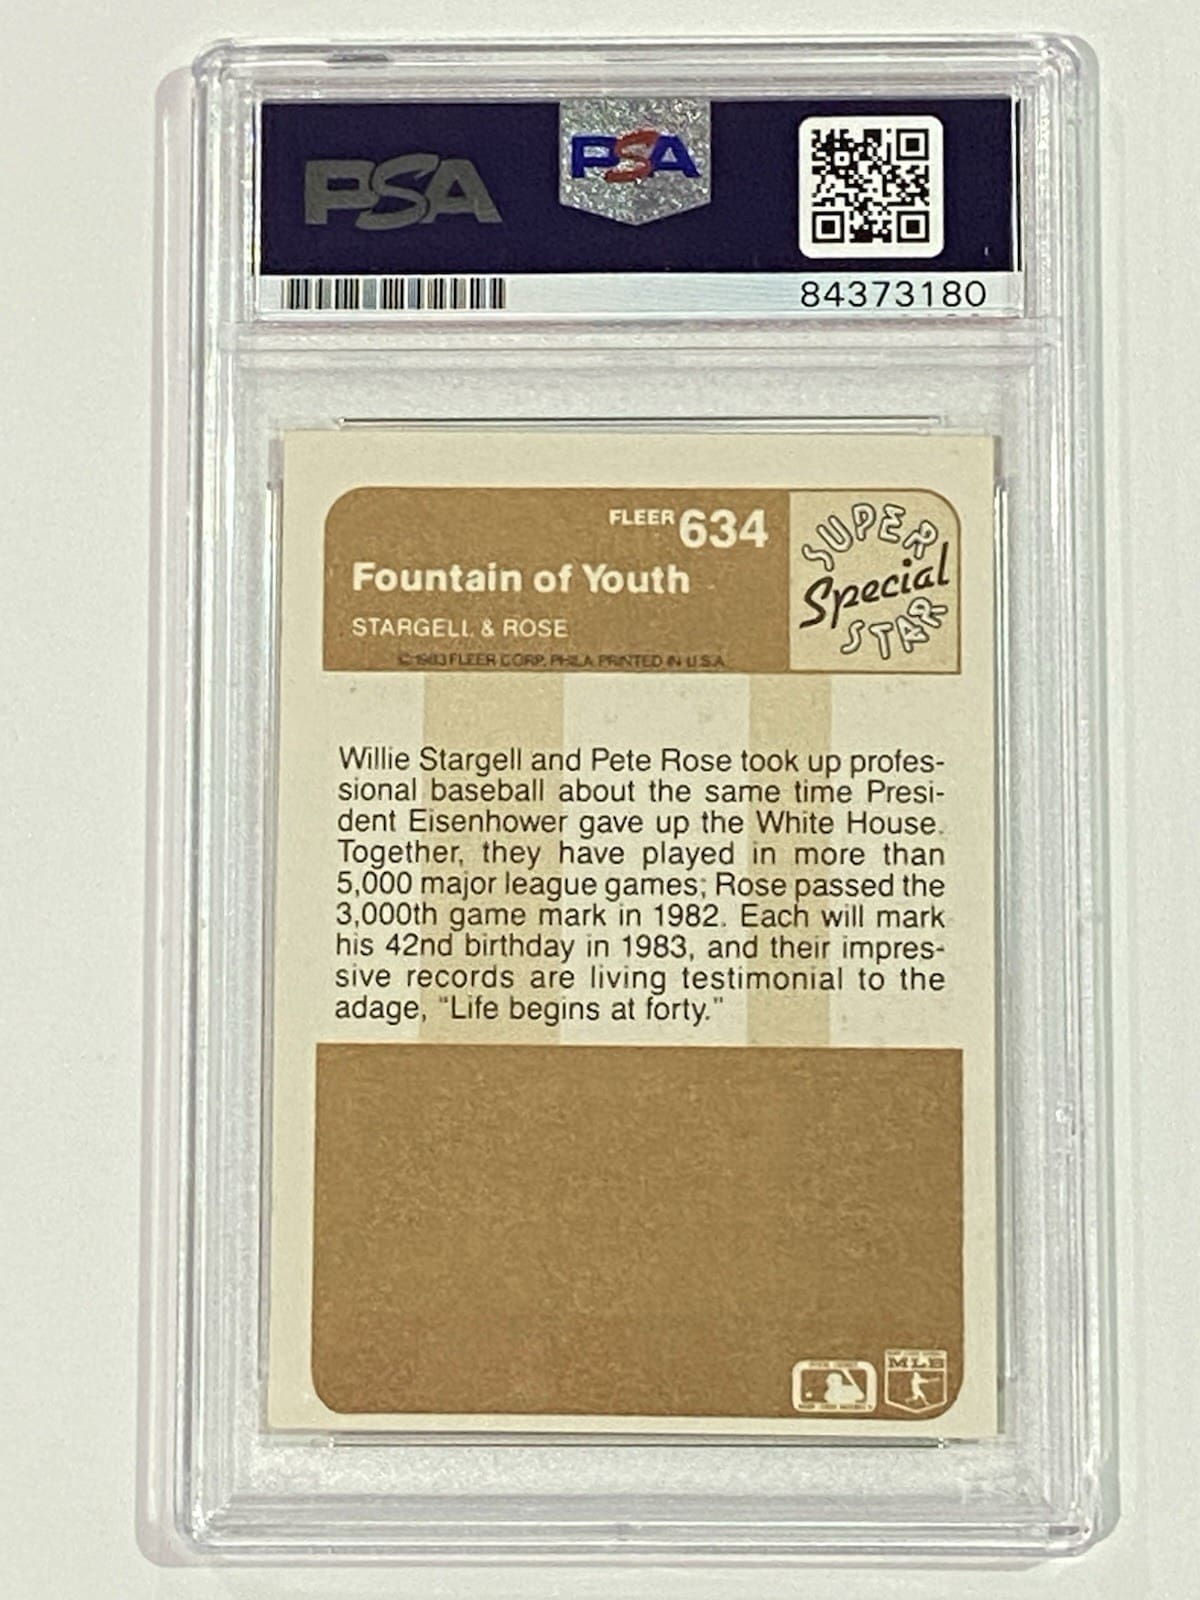 PSA
PSA
84373180
FLEER 634
SUPER
Special
STAR
Fountain of Youth
STARGELL & ROSE
© 1983 FLEER CORP. PHILA. PRINTED IN U.S.A.
Willie Stargell and Pete Rose took up profes-
sional baseball about the same time Presi-
dent Eisenhower gave up the White House.
Together, they have played in more than
5,000 major league games; Rose passed the
3,000th game mark in 1982. Each will mark
his 42nd birthday in 1983, and their impres-
sive records are living testimonial to the
adage, "Life begins at forty."
MLB